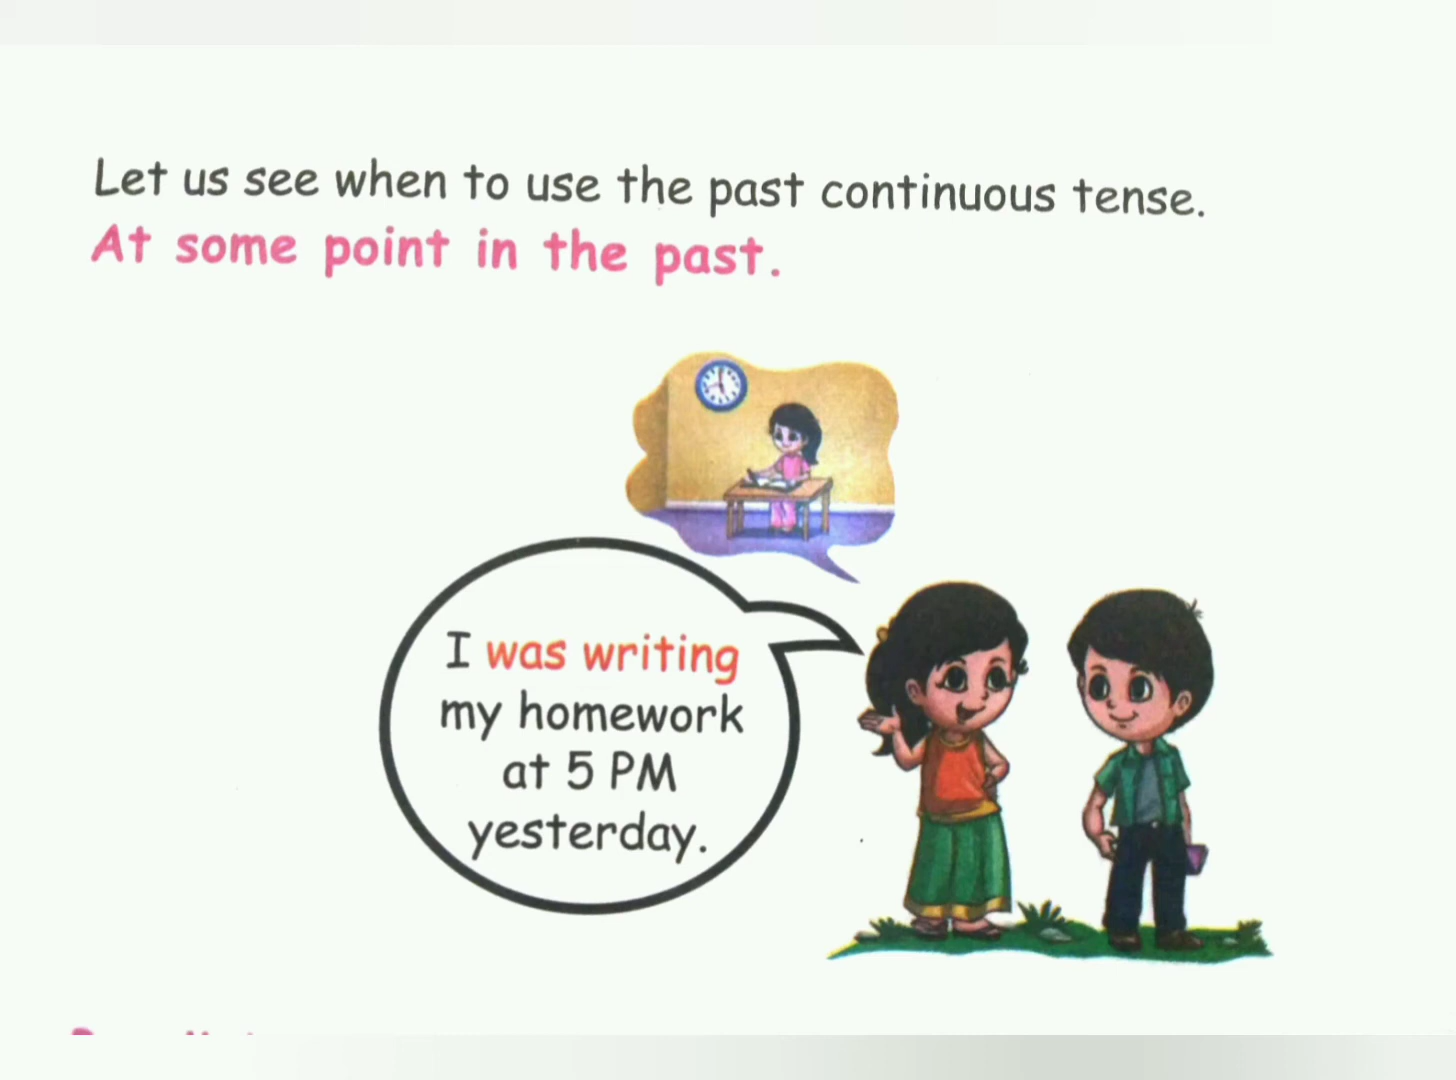 Let us see when to use the past continuous tense.
At some point in the past.
I was writing
my homework
at 5 PM
yesterday.